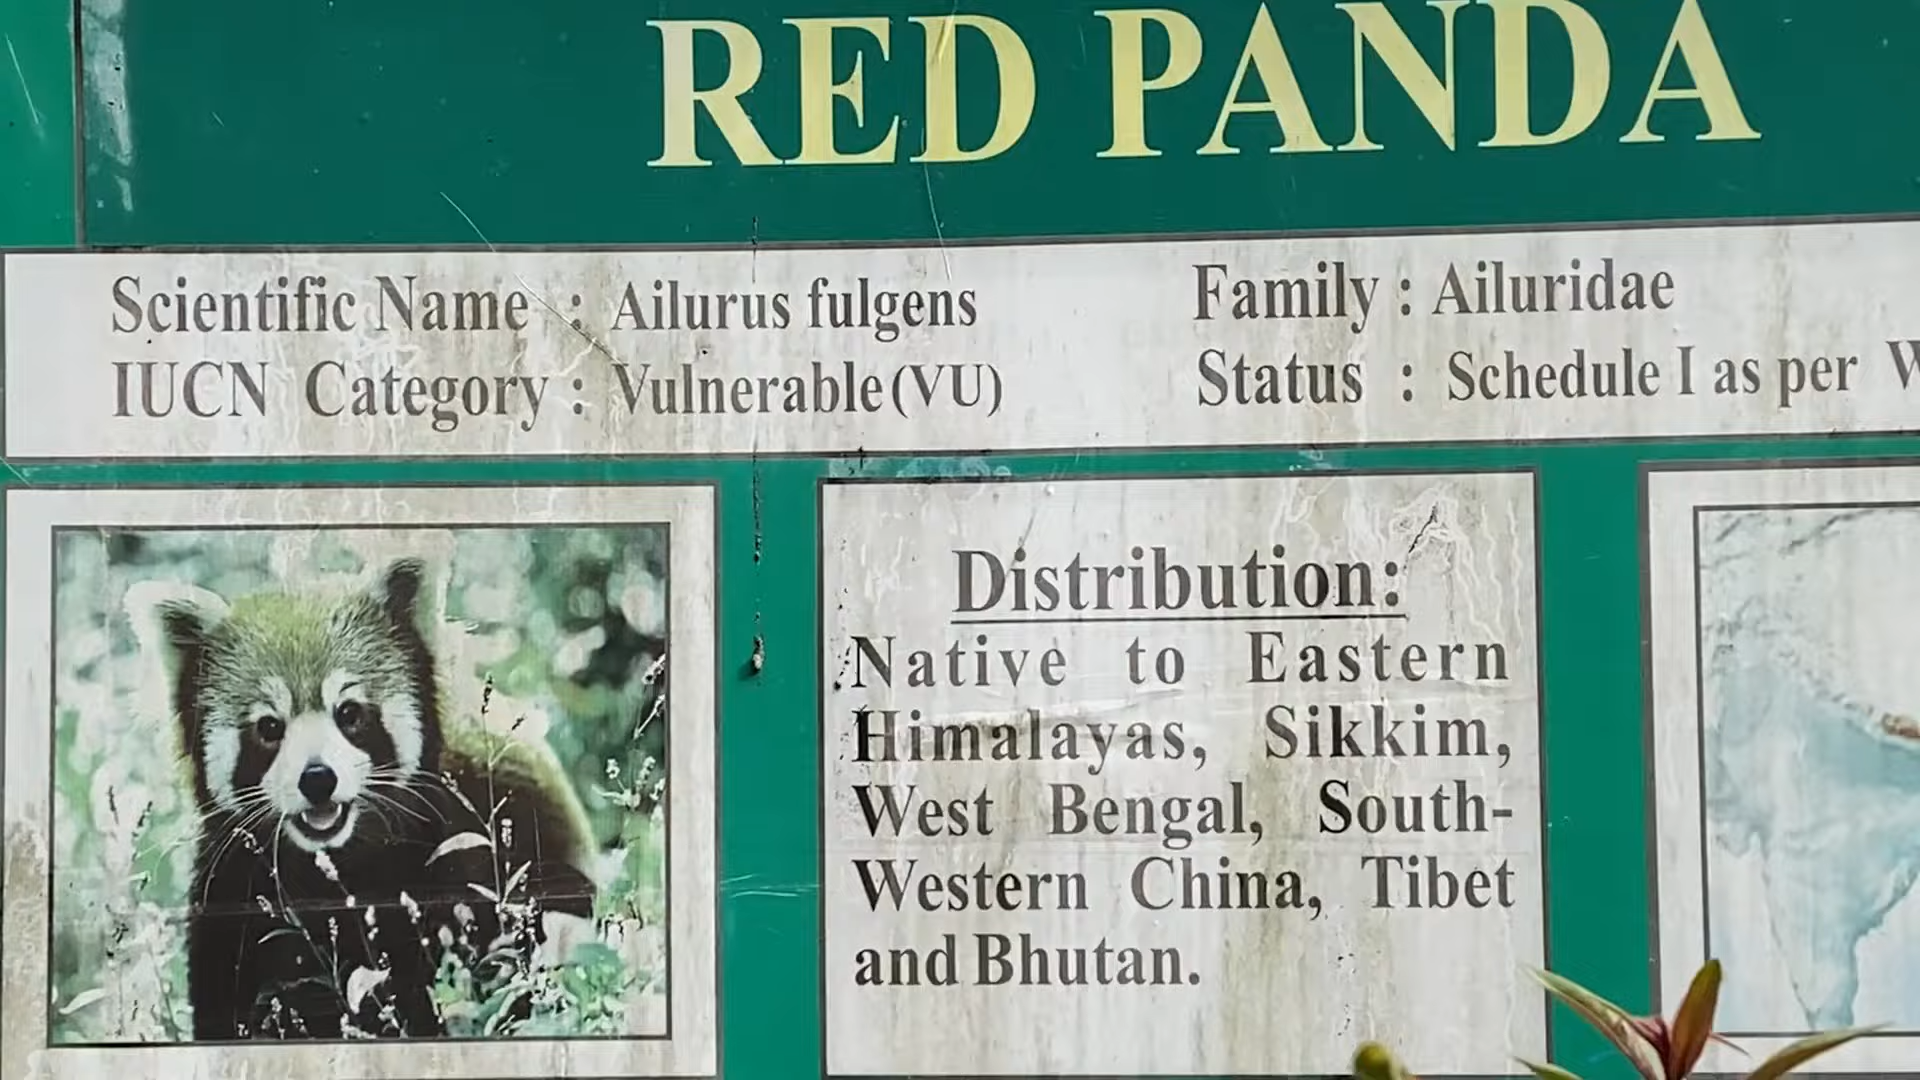 RED PANDA
Scientific Name : Ailurus fulgens
Family : Ailuridae
IUCN Category : Vulnerable (VU)
Status : Schedule I as per W
Distribution:
Native to Eastern
Himalayas, Sikkim,
West Bengal, South-
Western China, Tibet
and Bhutan.